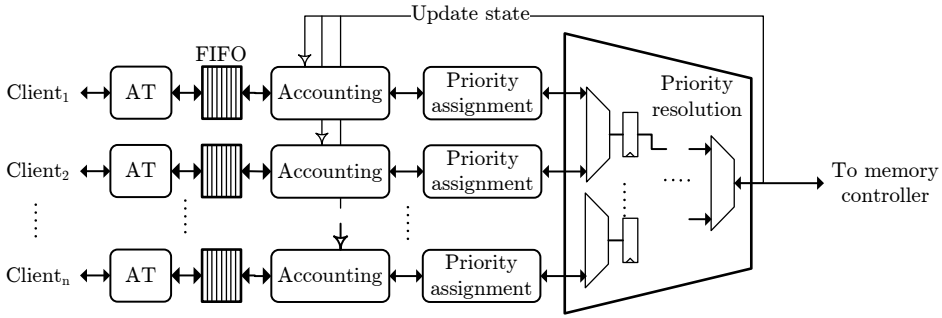 Update state
FIFO
Client1
AT
Accounting
Priority
assignment
Priority
resolution
Client2
AT
Accounting
Priority
assignment
To memory
controller
Clientn
AT
Accounting
Priority
assignment